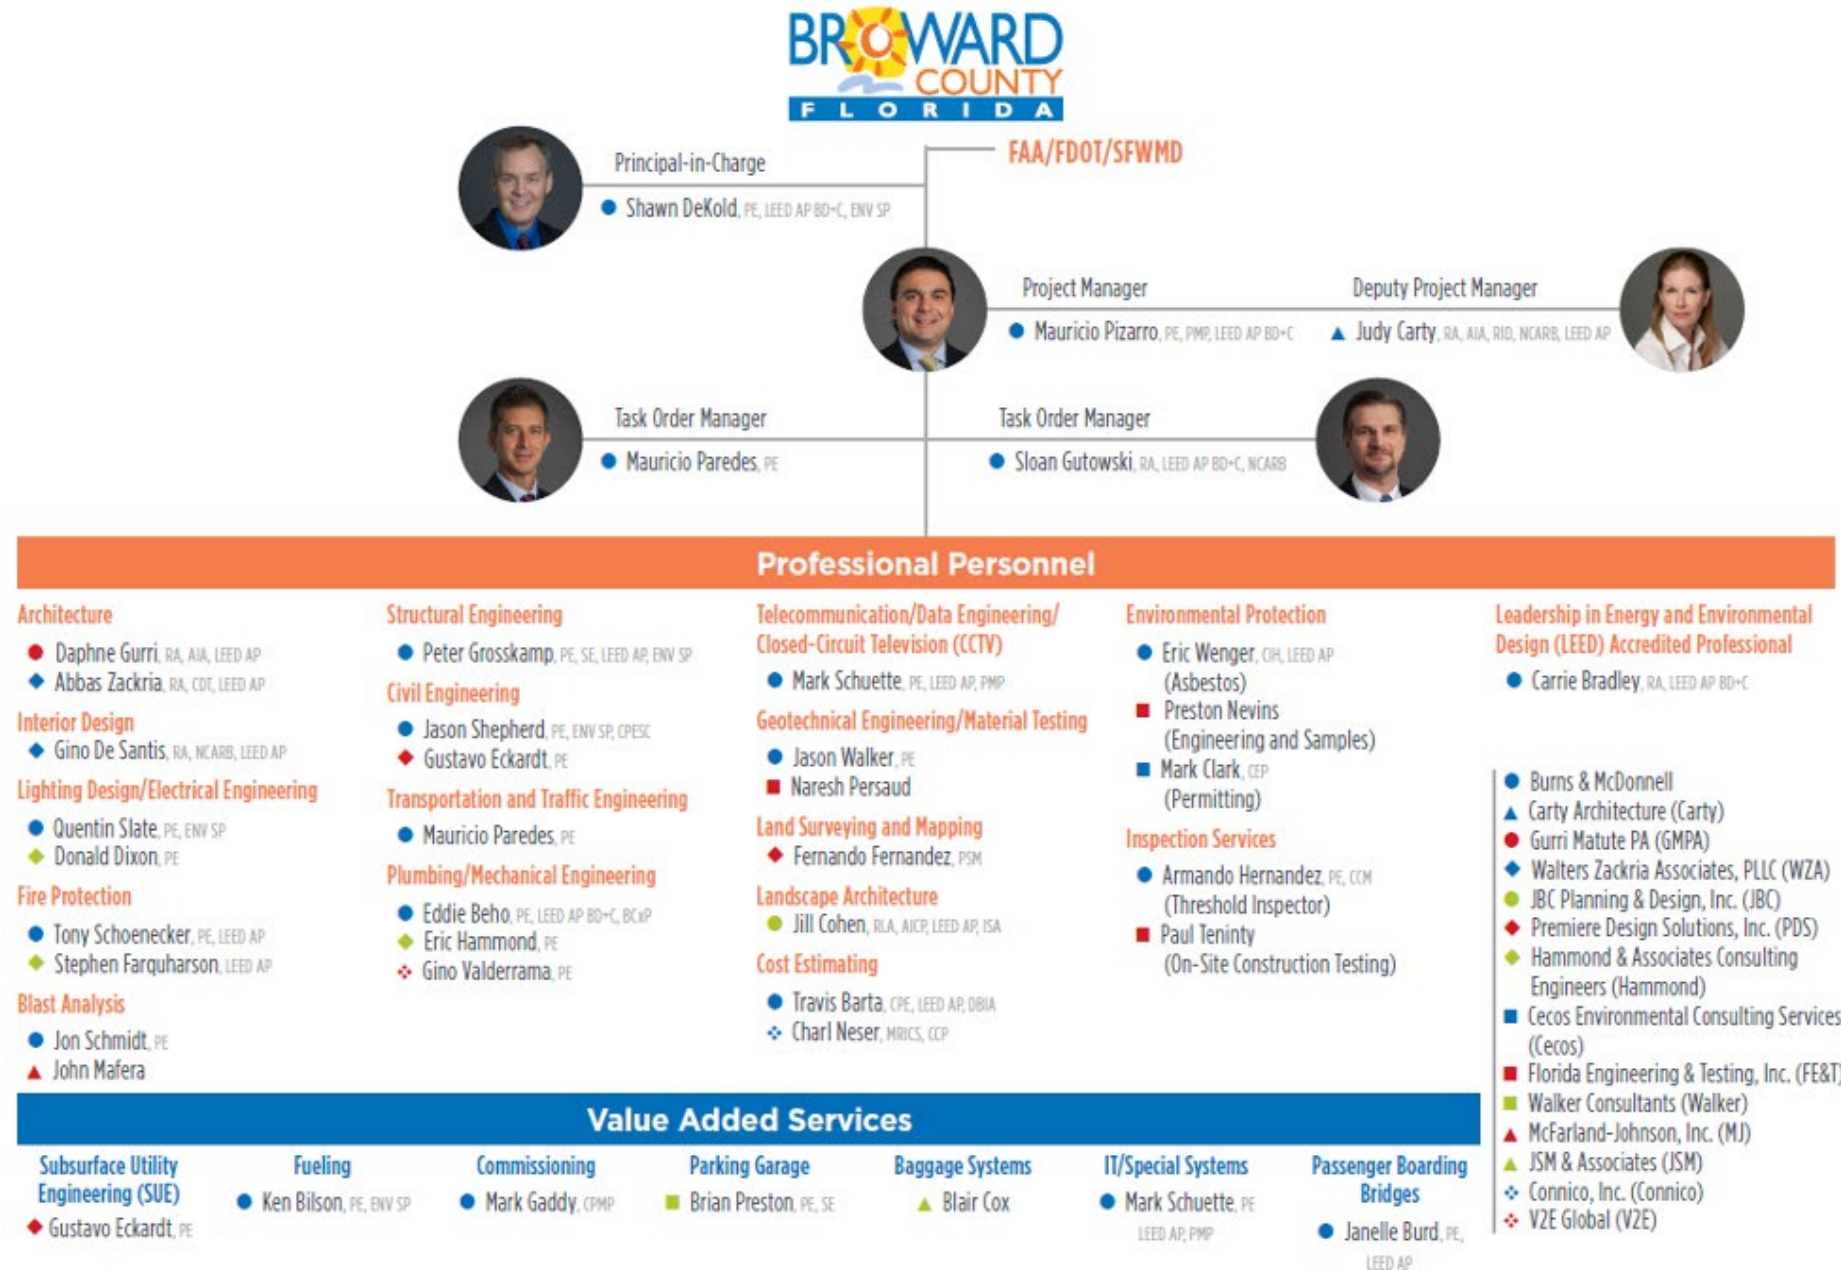 BROWARD
COUNTY
FLORIDA
FAA/FDOT/SFWMD
Principal-in-Charge
Shawn DeKold, PE, LEED AP BD+C, ENV SP
Project Manager
Mauricio Pizarro, PE, PMP, LEED AP BD+C
Deputy Project Manager
Judy Carty, RA, AIA, RID, NCARB, LEED AP
Task Order Manager
Mauricio Paredes, PE
Task Order Manager
Sloan Gutowski, RA, LEED AP BD+C, NCARB
Professional Personnel
Architecture
Daphne Gurri, RA, AIA, LEED AP
Abbas Zackria, RA, CDT, LEED AP
Interior Design
Gino De Santis, RA, NCARB, LEED AP
Lighting Design/Electrical Engineering
Quentin Slate, PE, ENV SP
Donald Dixon, PE
Fire Protection
Tony Schoenecker, PE, LEED AP
Stephen Farquharson, LEED AP
Blast Analysis
Jon Schmidt, PE
John Mafera
Structural Engineering
Peter Grosskamp, PE, SE, LEED AP, ENV SP
Civil Engineering
Jason Shepherd, PE, ENV SP, CPESC
Gustavo Eckardt, PE
Transportation and Traffic Engineering
Mauricio Paredes, PE
Plumbing/Mechanical Engineering
Eddie Beho, PE, LEED AP BD+C, BCxP
Eric Hammond, PE
Gino Valderrama, PE
Telecommunication/Data Engineering/
Closed-Circuit Television (CCTV)
Mark Schuette, PE, LEED AP, PMP
Geotechnical Engineering/Material Testing
Jason Walker, PE
Naresh Persaud
Land Surveying and Mapping
Fernando Fernandez, PSM
Landscape Architecture
Jill Cohen, RLA, AICP, LEED AP, ISA
Cost Estimating
Travis Barta, CPE, LEED AP, DBIA
Charl Neser, MRICS, CCP
Environmental Protection
Eric Wenger, CIH, LEED AP
(Asbestos)
Preston Nevins
(Engineering and Samples)
Mark Clark, CEP
(Permitting)
Inspection Services
Armando Hernandez, PE, CCM
(Threshold Inspector)
Paul Teninty
(On-Site Construction Testing)
Leadership in Energy and Environmental
Design (LEED) Accredited Professional
Carrie Bradley, RA, LEED AP BD+C
Burns & McDonnell
Carty Architecture (Carty)
Gurri Matute PA (GMPA)
Walters Zackria Associates, PLLC (WZA)
JBC Planning & Design, Inc. (JBC)
Premiere Design Solutions, Inc. (PDS)
Hammond & Associates Consulting
Engineers (Hammond)
Cecos Environmental Consulting Services
(Cecos)
Florida Engineering & Testing, Inc. (FE&T)
Walker Consultants (Walker)
McFarland-Johnson, Inc. (MJ)
JSM & Associates (JSM)
Connico, Inc. (Connico)
V2E Global (V2E)
Value Added Services
Subsurface Utility
Engineering (SUE)
Gustavo Eckardt, PE
Fueling
Ken Bilson, PE, ENV SP
Commissioning
Mark Gaddy, CPMP
Parking Garage
Brian Preston, PE, SE
Baggage Systems
Blair Cox
IT/Special Systems
Mark Schuette, PE
LEED AP, PMP
Passenger Boarding
Bridges
Janelle Burd, PE,
LEED AP